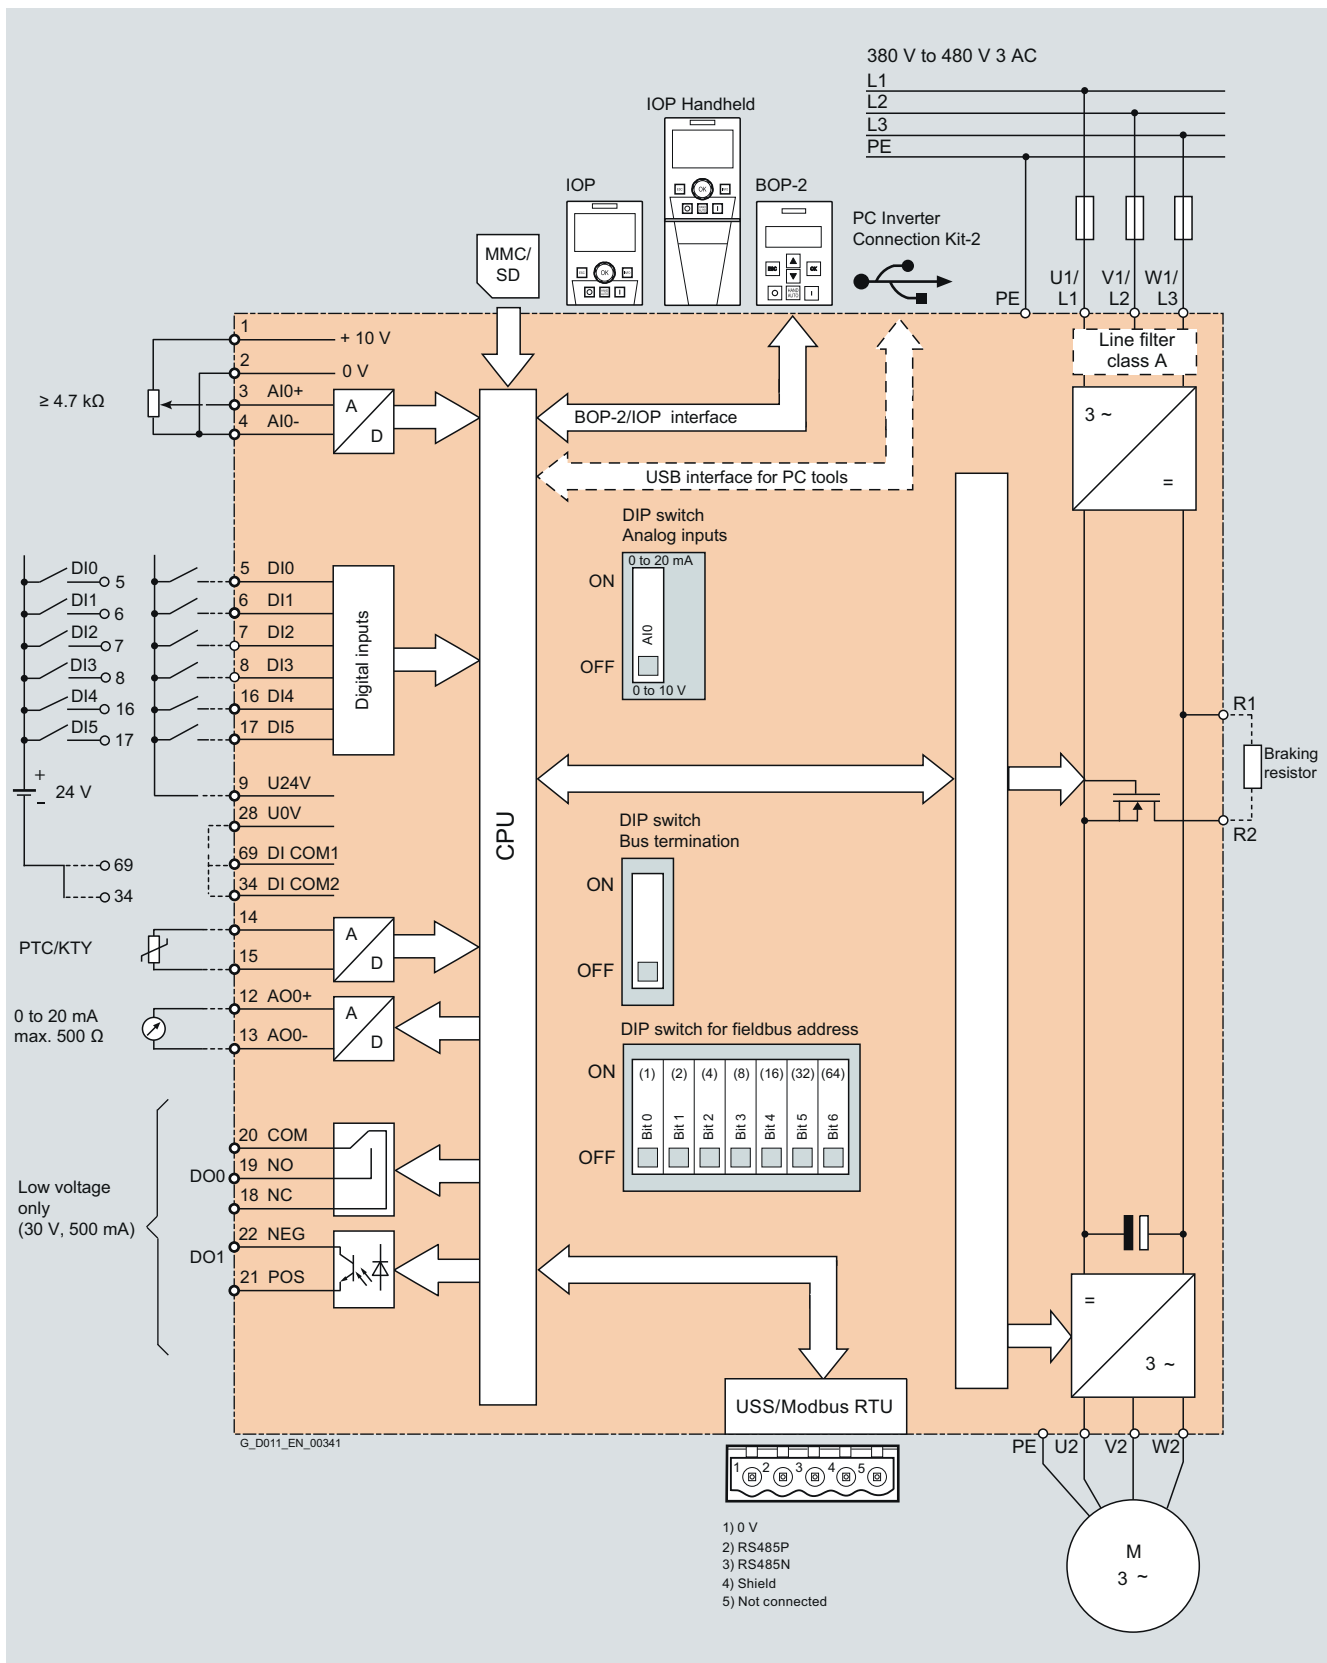 380 V to 480 V 3 AC
L1
L2
L3
PE
IOP Handheld
IOP
BOP-2
OK
OK
ESC
OK
HAND
AUTO
PC Inverter
Connection Kit-2
MMC/
SD
PE
U1/
L1
V1/
L2
W1/
L3
Line filter
class A
1
+ 10 V
2
0 V
3 AI0+
4 AI0-
≥ 4.7 kΩ
A
D
BOP-2/IOP interface
USB interface for PC tools
3 ~
=
DIP switch
Analog inputs
0 to 20 mA
ON
AI0
OFF
0 to 10 V
DI0
5
DI1
6
DI2
7
DI3
8
DI4
16
DI5
17
+
-
24 V
69
34
5 DI0
6 DI1
7 DI2
8 DI3
16 DI4
17 DI5
Digital inputs
9 U24V
28 U0V
69 DI COM1
34 DI COM2
CPU
R1
Braking
resistor
R2
DIP switch
Bus termination
ON
OFF
PTC/KTY
14
15
A
D
0 to 20 mA
max. 500 Ω
12 AO0+
13 AO0-
A
D
DIP switch for fieldbus address
ON
(1) (2) (4) (8) (16) (32) (64)
Bit 0 Bit 1 Bit 2 Bit 3 Bit 4 Bit 5 Bit 6
OFF
Low voltage
only
(30 V, 500 mA)
DO0
20 COM
19 NO
18 NC
DO1
22 NEG
21 POS
=
3 ~
USS/Modbus RTU
G_D011_EN_00341
PE U2 V2 W2
1 2 3 4 5
1) 0 V
2) RS485P
3) RS485N
4) Shield
5) Not connected
M
3 ~